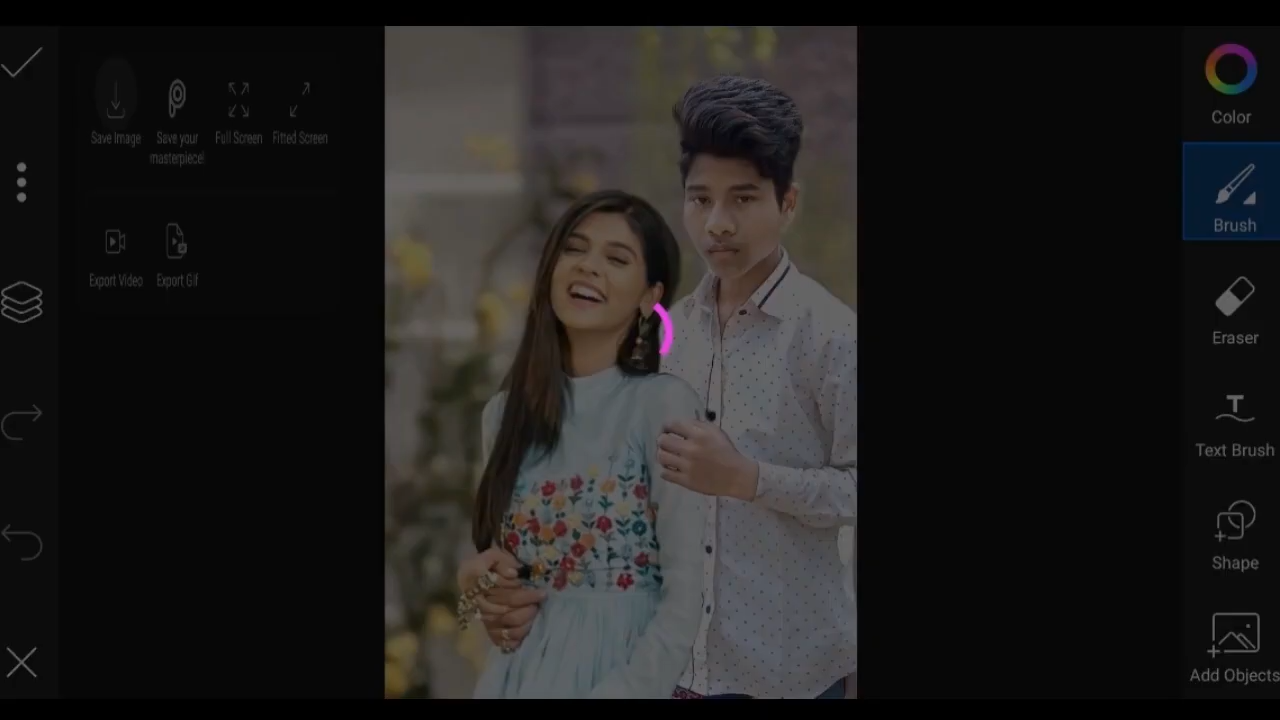 Save Image
Save your
masterpiece!
Full Screen
Fitted Screen
Export Video
Export Gif
Color
Brush
Eraser
Text Brush
Shape
Add Objects